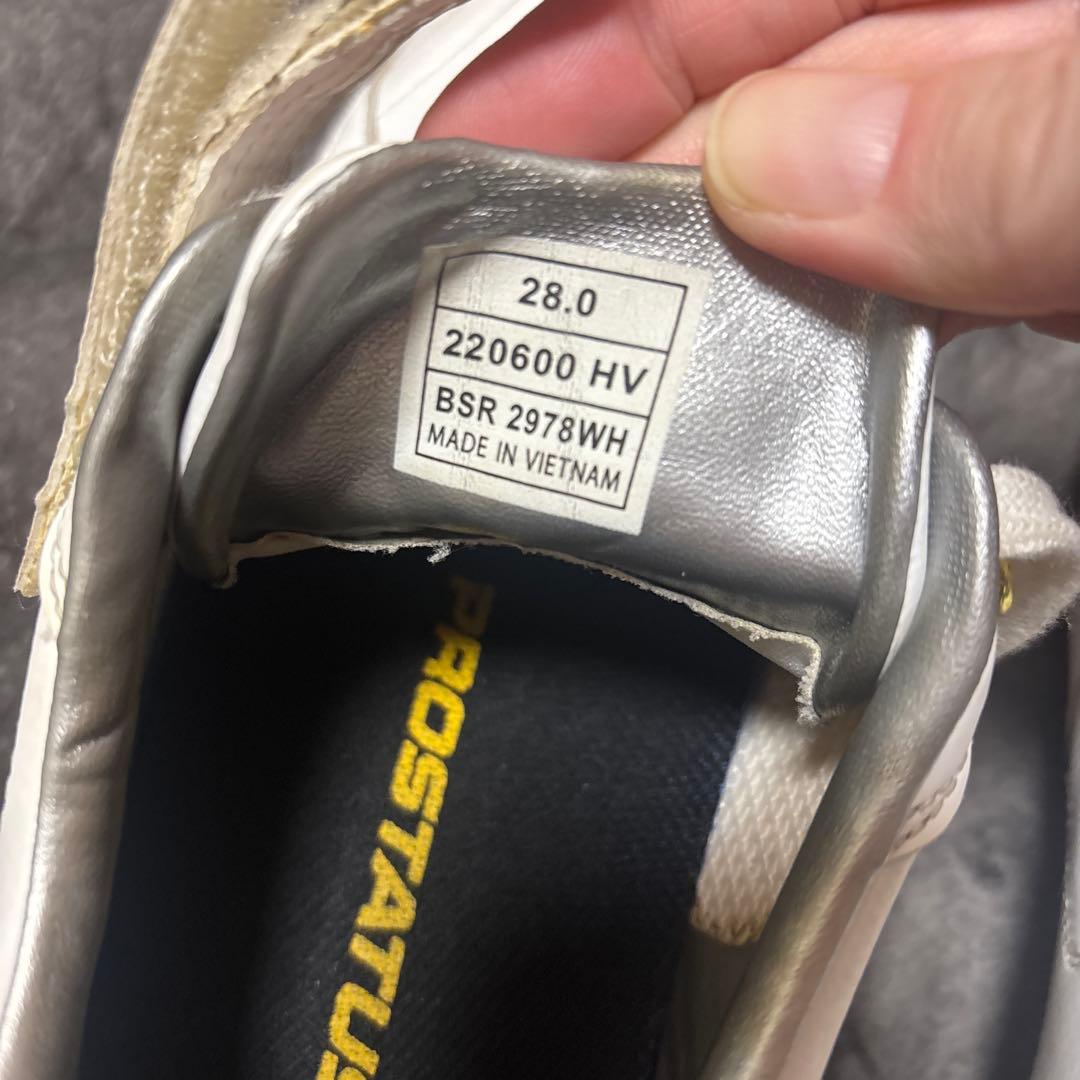 28.0
220600 HV
BSR 2978WH
MADE IN VIETNAM
PROSTATUS